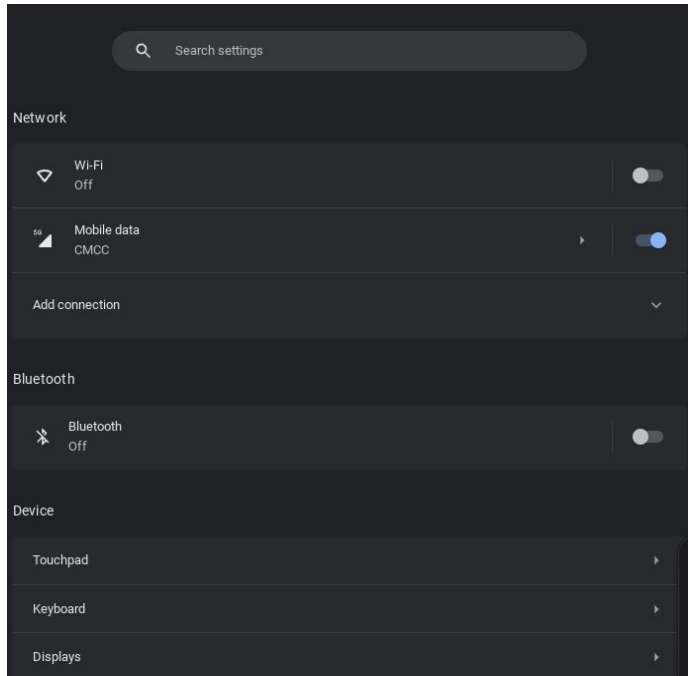 Search settings
Network
Wi-Fi
Off
5G
Mobile data
CMCC
Add connection
Bluetooth
Bluetooth
Off
Device
Touchpad
Keyboard
Displays